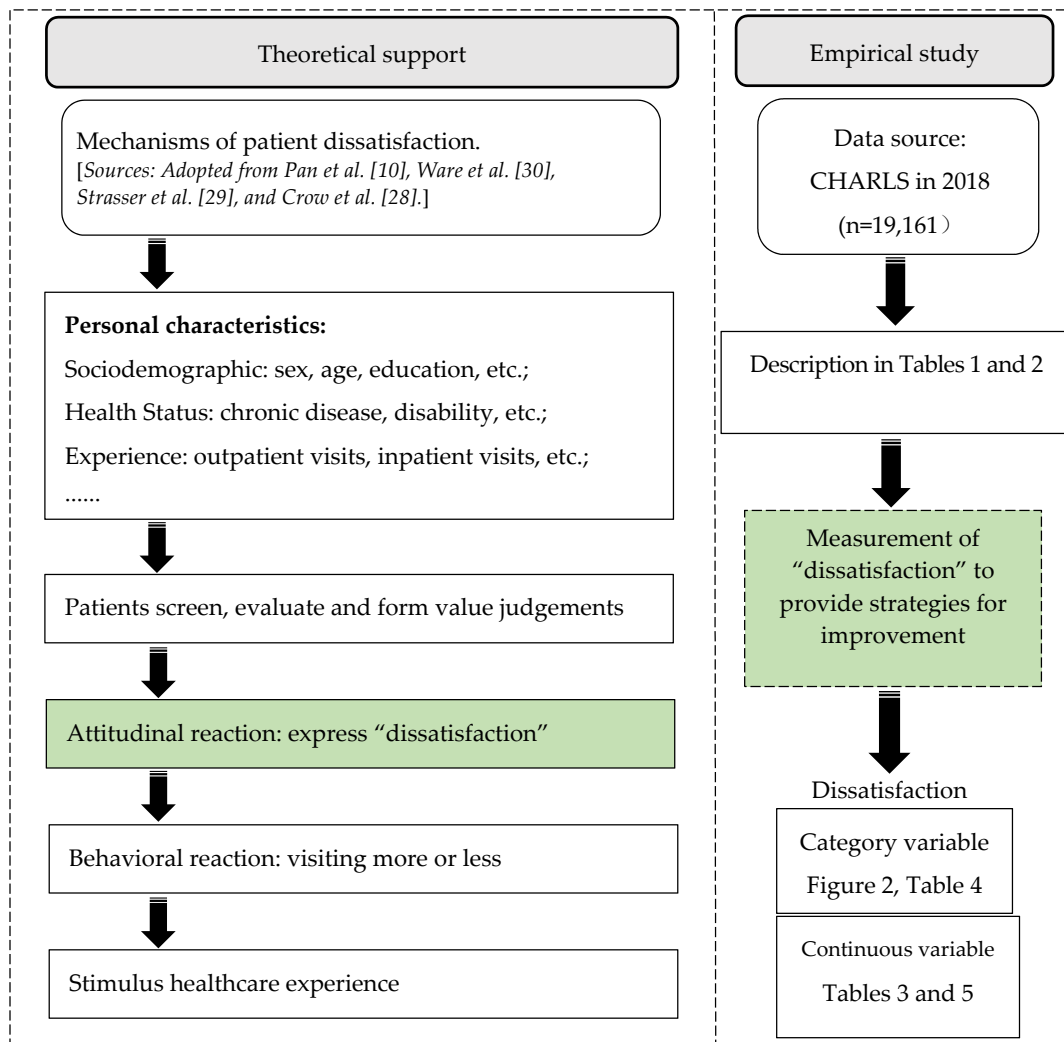 Theoretical support
Mechanisms of patient dissatisfaction.
[Sources: Adopted from Pan et al. [10], Ware et al. [30],
Strasser et al. [29], and Crow et al. [28].]
Personal characteristics:
Sociodemographic: sex, age, education, etc.;
Health Status: chronic disease, disability, etc.;
Experience: outpatient visits, inpatient visits, etc.;
......
Patients screen, evaluate and form value judgements
Attitudinal reaction: express “dissatisfaction”
Behavioral reaction: visiting more or less
Stimulus healthcare experience
Empirical study
Data source:
CHARLS in 2018
(n=19,161）
Description in Tables 1 and 2
Measurement of
“dissatisfaction” to
provide strategies for
improvement
Dissatisfaction
Category variable
Figure 2, Table 4
Continuous variable
Tables 3 and 5